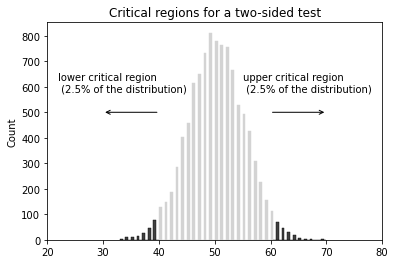 Critical regions for a two-sided test
800
700
600
500
400
300
200
100
0
Count
lower critical region
(2.5% of the distribution)
upper critical region
(2.5% of the distribution)
20 30 40 50 60 70 80